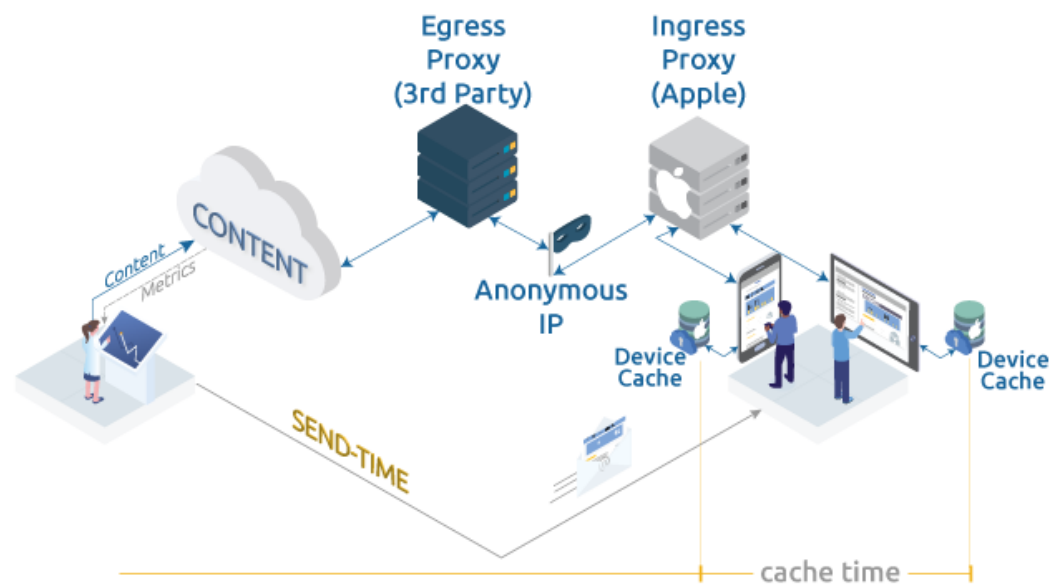 Egress
Proxy
(3rd Party)
Ingress
Proxy
(Apple)
CONTENT
Content
Metrics
Anonymous
IP
Device
Cache
Device
Cache
SEND-TIME
cache time